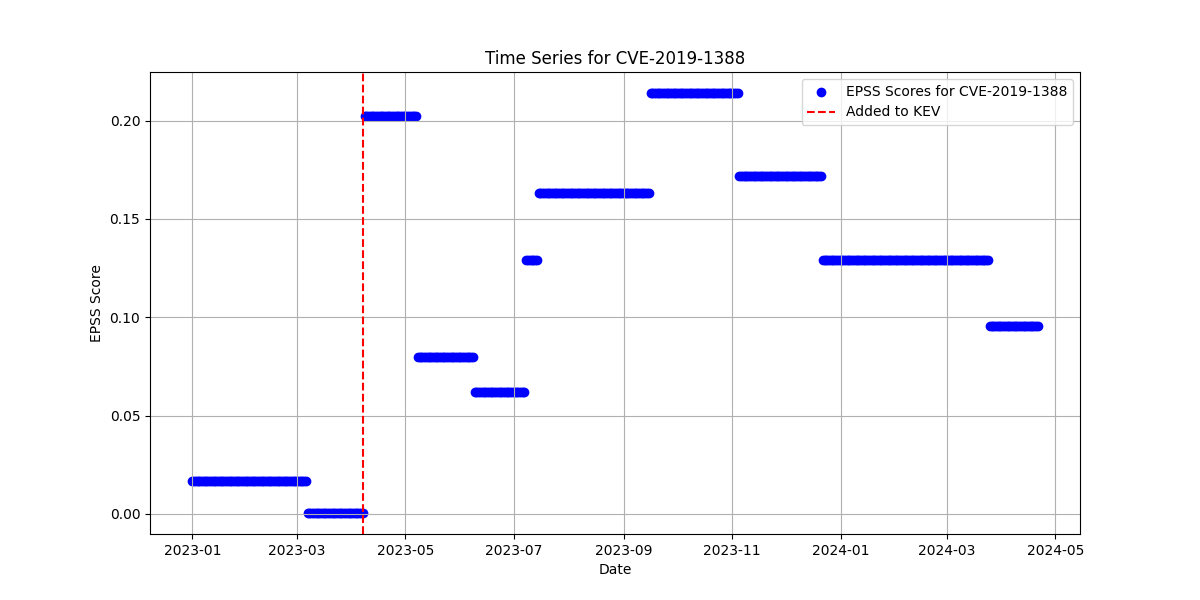 Time Series for CVE-2019-1388
EPSS Scores for CVE-2019-1388
Added to KEV
EPSS Score
0.20
0.15
0.10
0.05
0.00
2023-01 2023-03 2023-05 2023-07 2023-09 2023-11 2024-01 2024-03 2024-05
Date